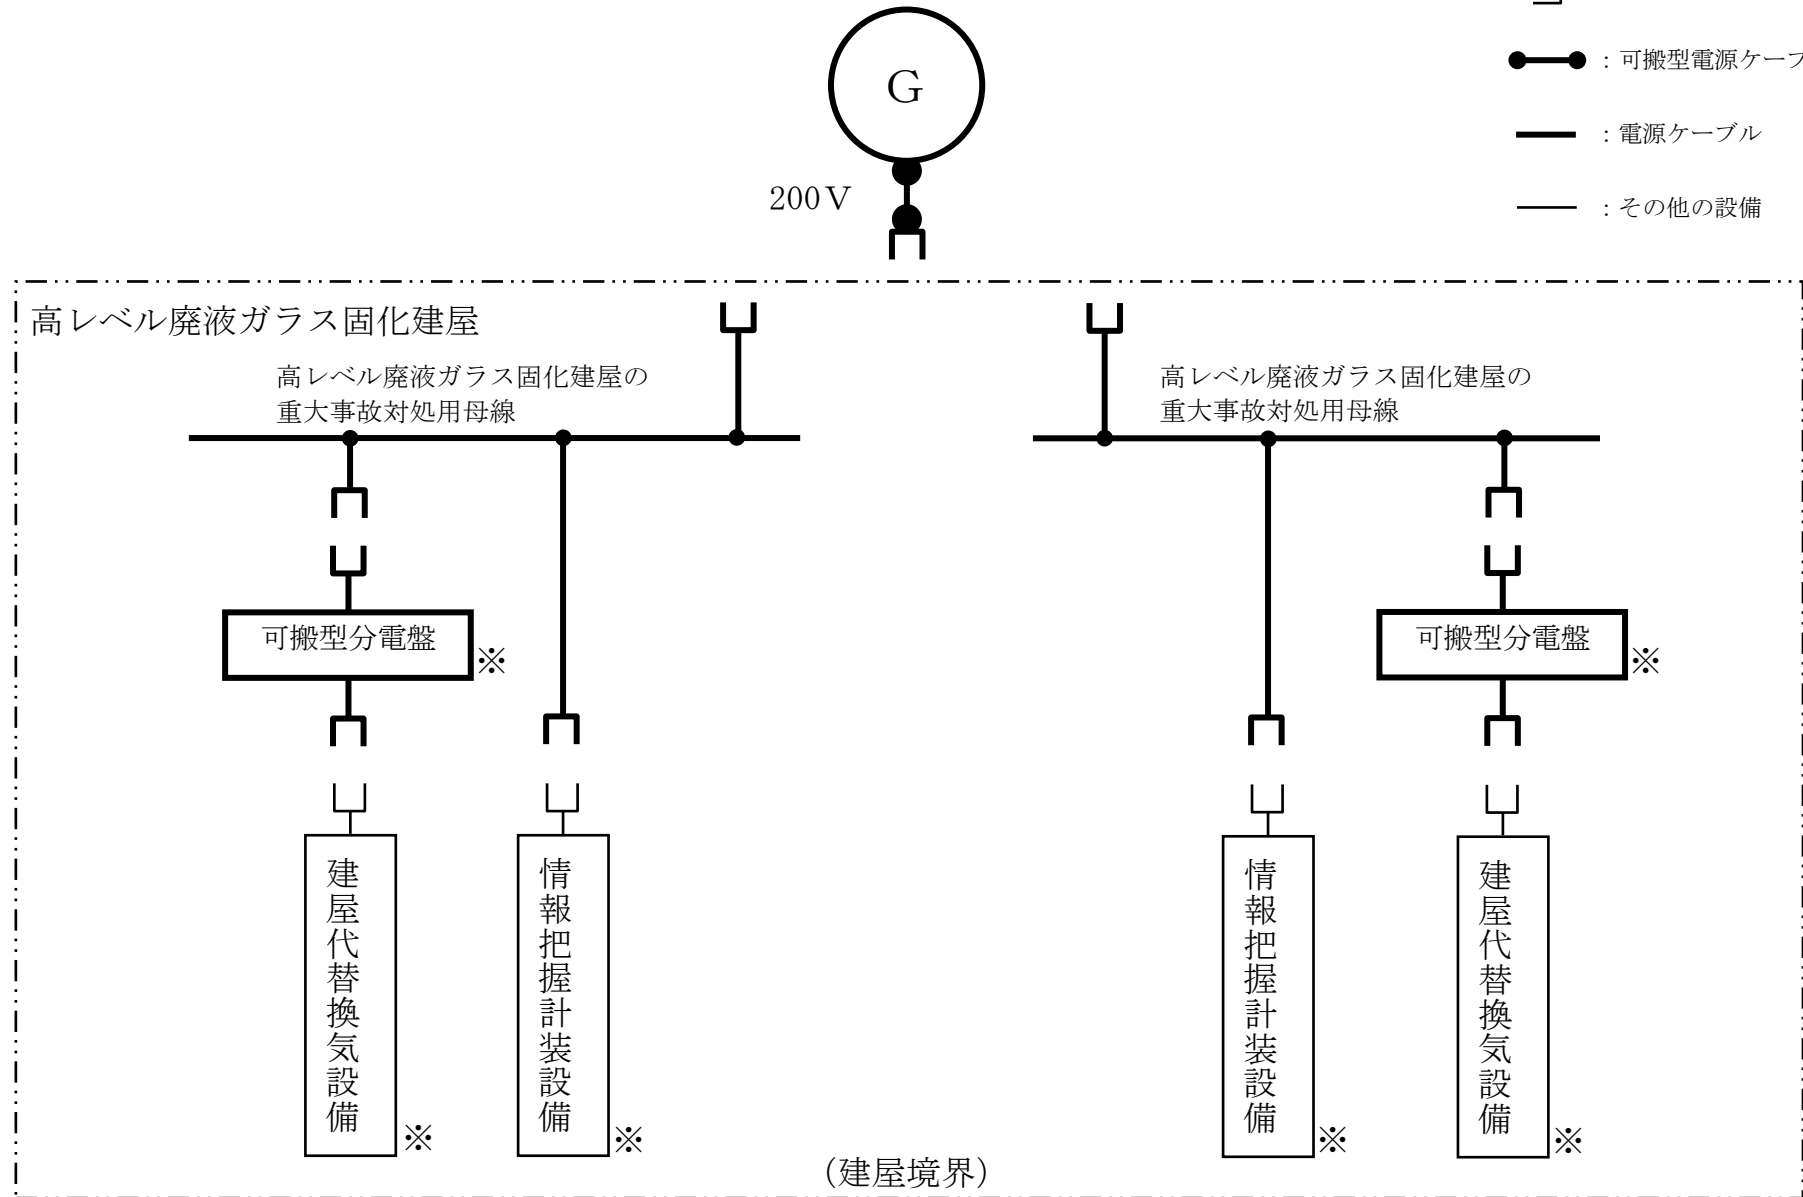 G
200V
：可搬型電源ケーブ
：電源ケーブル
：その他の設備
高レベル廃液ガラス固化建屋
高レベル廃液ガラス固化建屋の
重大事故対処用母線
高レベル廃液ガラス固化建屋の
重大事故対処用母線
可搬型分電盤
※
可搬型分電盤
※
建屋代替換気設備
※
情報把握計装設備
※
情報把握計装設備
※
建屋代替換気設備
※
(建屋境界)